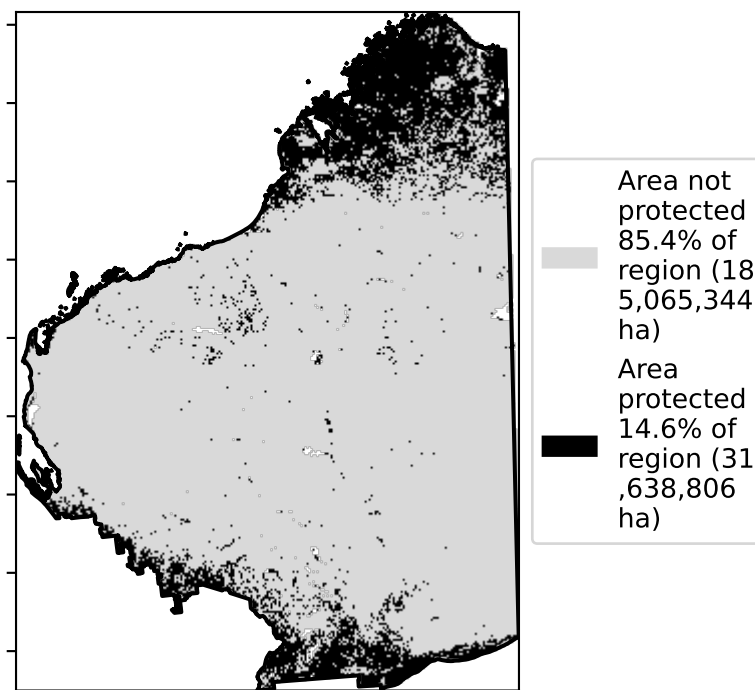 Area not
protected
85.4% of
region (18
5,065,344
ha)
Area
protected
14.6% of
region (31
,638,806
ha)